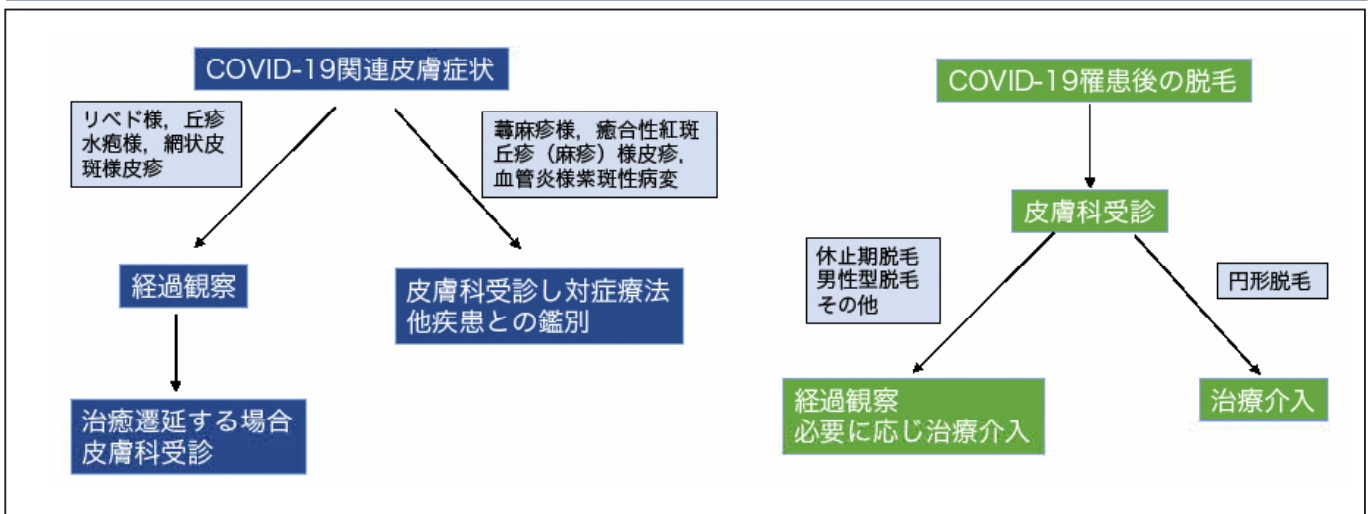 COVID-19関連皮膚症状
リベド様，丘疹
水疱様，網状皮
斑様皮疹
蕁麻疹様，癒合性紅斑
丘疹（麻疹）様皮疹，
血管炎様紫斑性病変
経過観察
皮膚科受診し対症療法
他疾患との鑑別
治癒遷延する場合
皮膚科受診
COVID-19罹患後の脱毛
皮膚科受診
休止期脱毛
男性型脱毛
その他
円形脱毛
経過観察
必要に応じ治療介入
治療介入